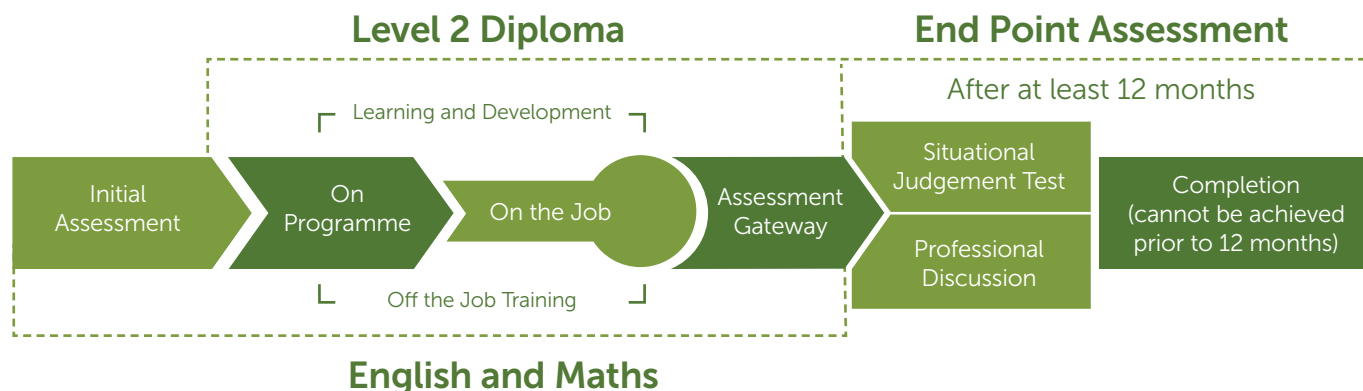 Level 2 Diploma
End Point Assessment
After at least 12 months
Learning and Development
Initial
Assessment
On
Programme
On the Job
Assessment
Gateway
Situational
Judgement Test
Professional
Discussion
Completion
(cannot be achieved
prior to 12 months)
Off the Job Training
English and Maths